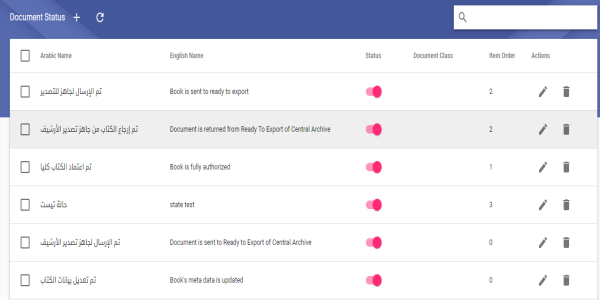 Document Status
Arabic Name English Name Status Document Class Item Order Actions
تم الإرسال لجاهز للتصدير Book is sent to ready to export 2
تم إرجاع الكتاب من جاهز تصدير الأرشيف Document is returned from Ready To Export of Central Archive 2
تم اعتماد الكتاب كليا Book is fully authorized 1
حالة تيست state test 3
تم الإرسال لجاهز تصدير الأرشيف Document is sent to Ready to Export of Central Archive 0
تم تعديل بيانات الكتاب Book's meta data is updated 0